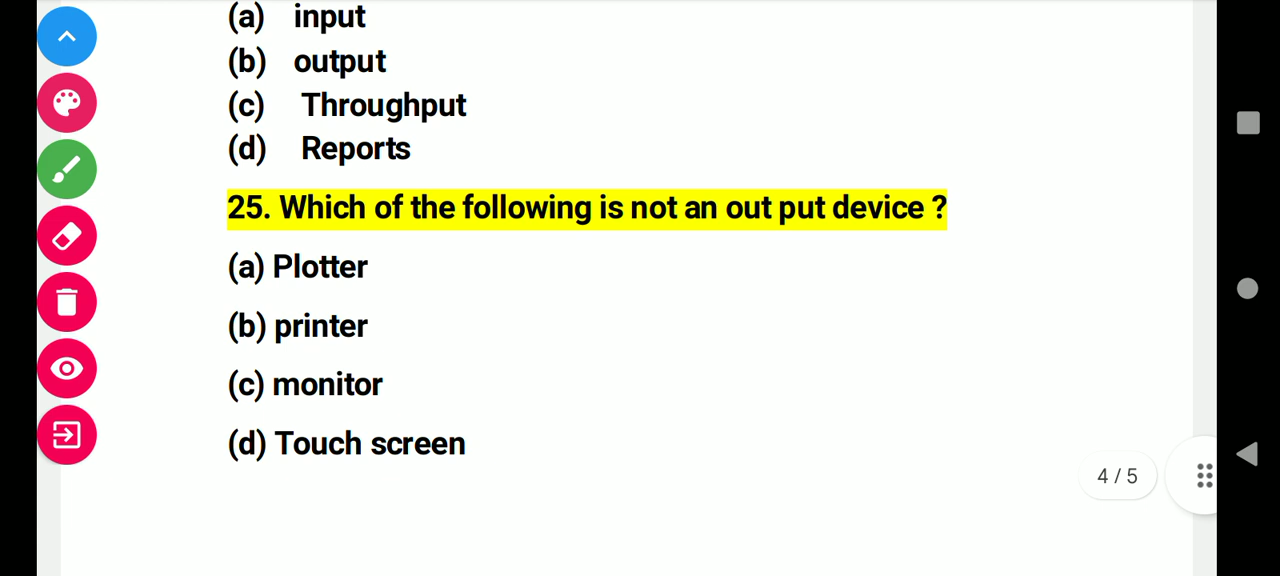 (a) input
(b) output
(c) Throughput
(d) Reports
25. Which of the following is not an out put device ?
(a) Plotter
(b) printer
(c) monitor
(d) Touch screen
4 / 5